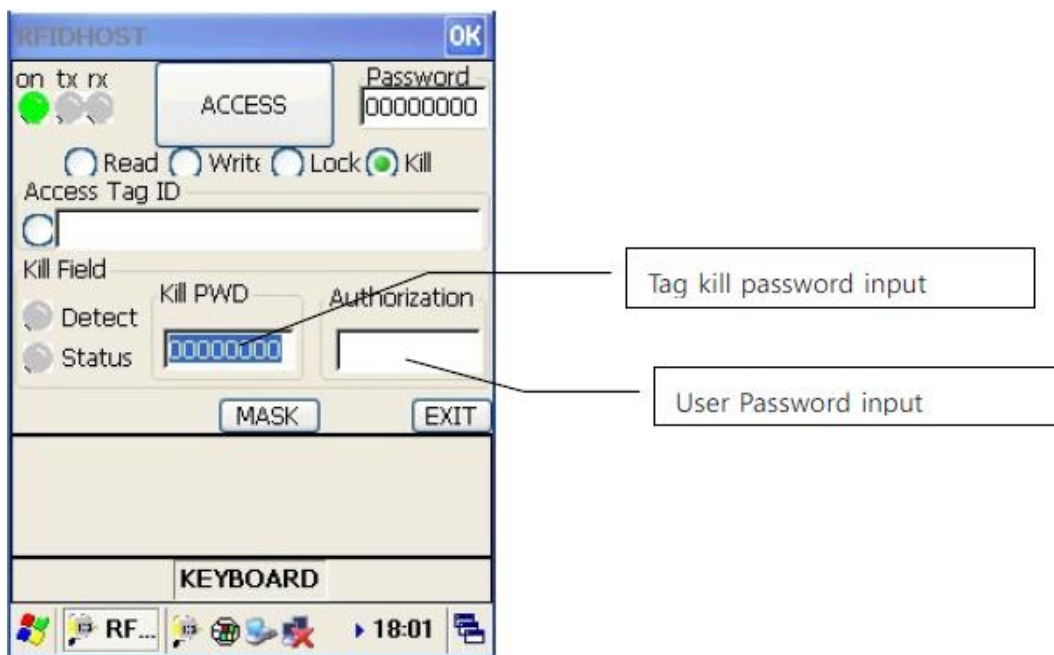 RFIDHOST OK
on tx rx
ACCESS
Password
00000000
Read Write Lock Kill
Access Tag ID
Kill Field
Detect
Status
Kill PWD
00000000
Authorization
MASK EXIT
KEYBOARD
RF... 18:01
Tag kill password input
User Password input